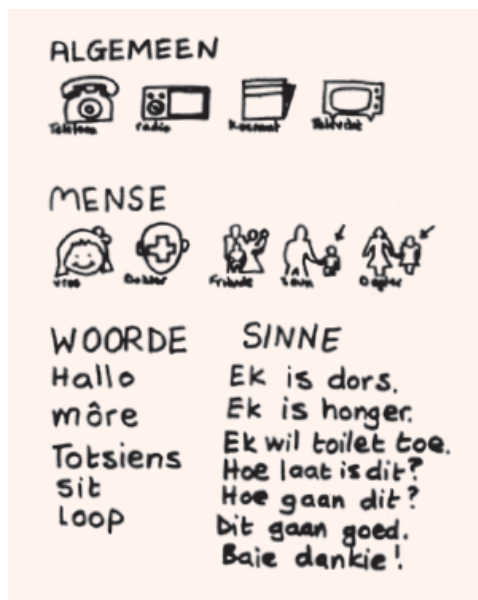 ALGEMEEN
Telefoon radio Koerant Televisie
MENSE
vrou Dokter Friende Seun Dogter
WOORDE
Hallo
môre
Totsiens
sit
loop
SINNE
Ek is dors.
Ek is honger.
Ek wil toilet toe.
Hoe laat is dit?
Hoe gaan dit?
Dit gaan goed.
Baie dankie!